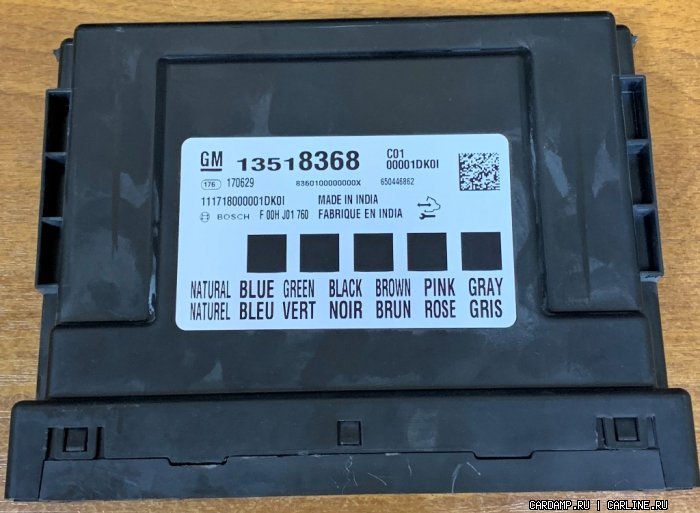 GM 13518368 C01
00001DK0I
176 170629 8360100000000X 650446862
111718000001DK0I MADE IN INDIA
BOSCH F 00H J01 760 FABRIQUE EN INDIA
NATURAL BLUE GREEN BLACK BROWN PINK GRAY
NATUREL BLEU VERT NOIR BRUN ROSE GRIS
CARDAMP.RU | CARLINE.RU